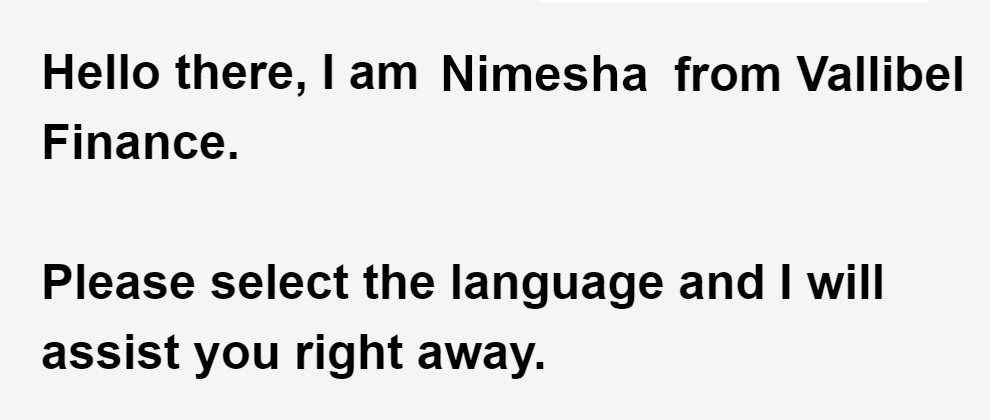 Hello there, I am Nimesha from Vallibel
Finance.
Please select the language and I will
assist you right away.